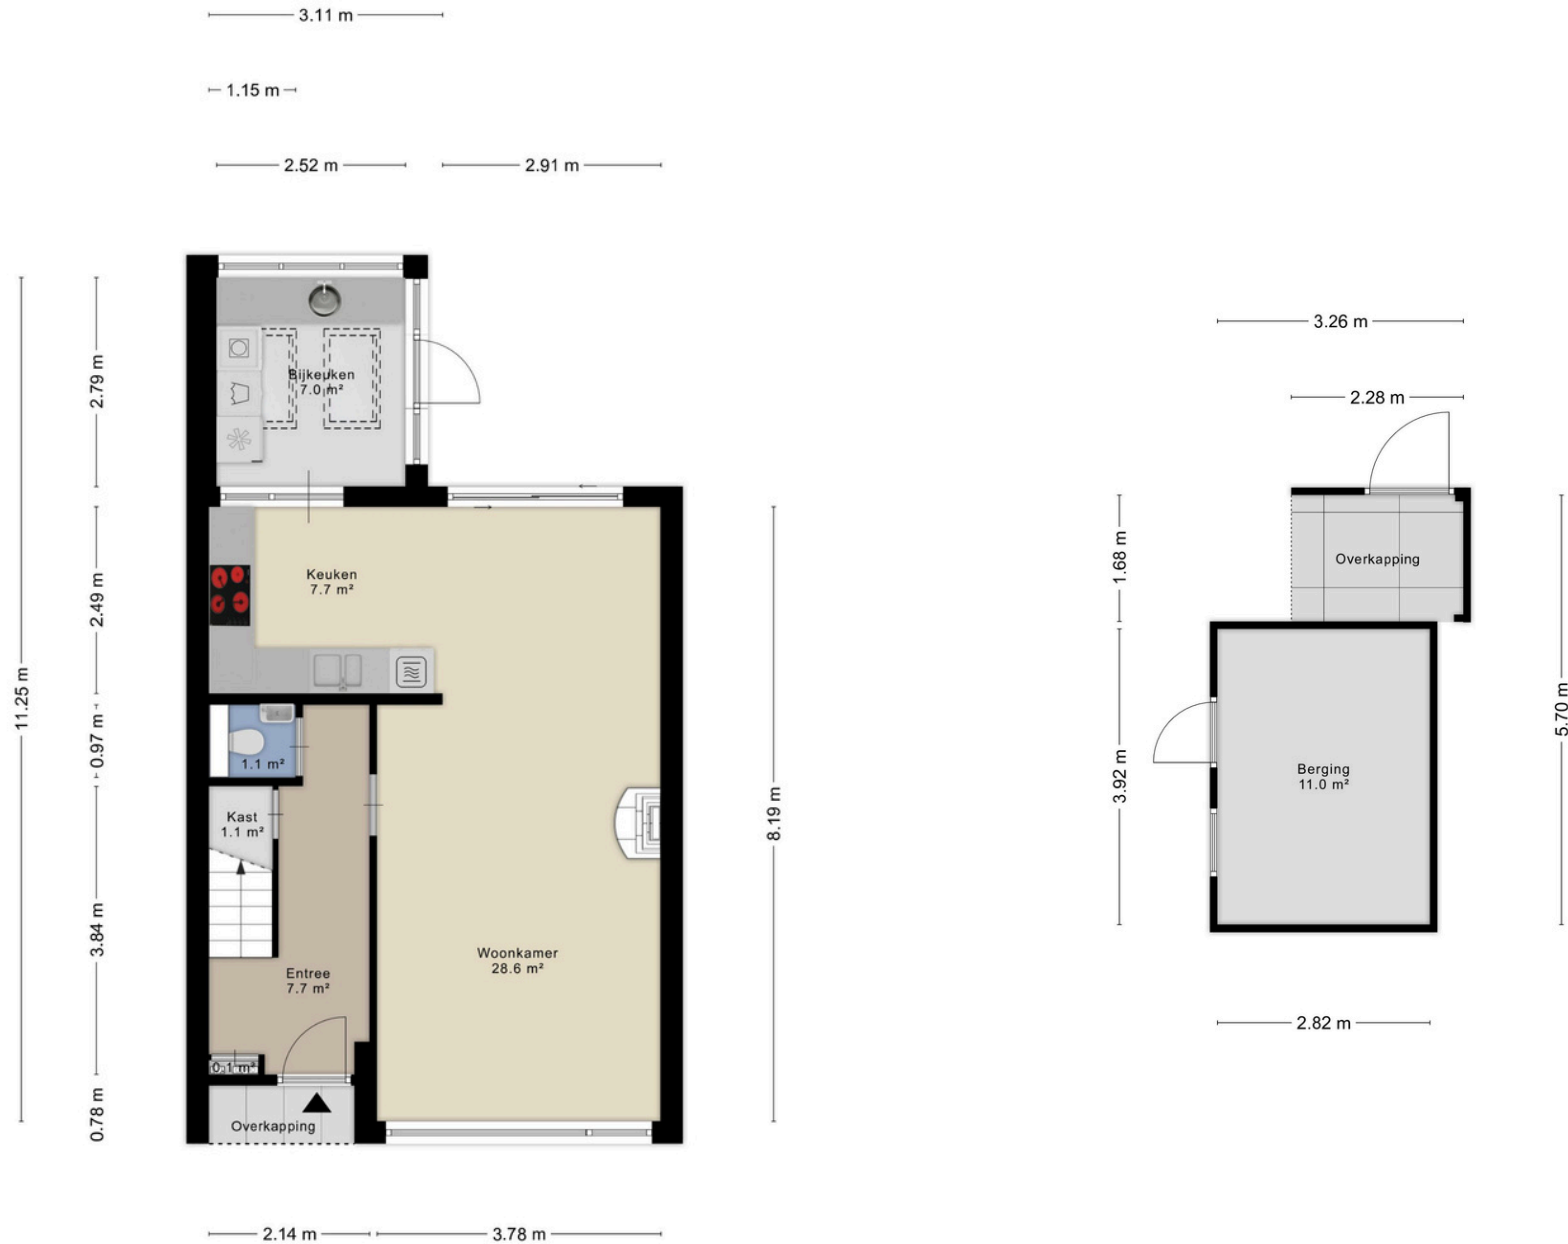 3.11 m
1.15 m
2.52 m
2.91 m
Bijkeuken
7.0 m²
2.79 m
Keuken
7.7 m²
2.49 m
11.25 m
0.97 m
1.1 m²
Kast
1.1 m²
8.19 m
3.84 m
Woonkamer
28.6 m²
Entree
7.7 m²
0.1 m²
0.78 m
Overkapping
2.14 m
3.78 m
3.26 m
2.28 m
1.68 m
Overkapping
5.70 m
3.92 m
Berging
11.0 m²
2.82 m